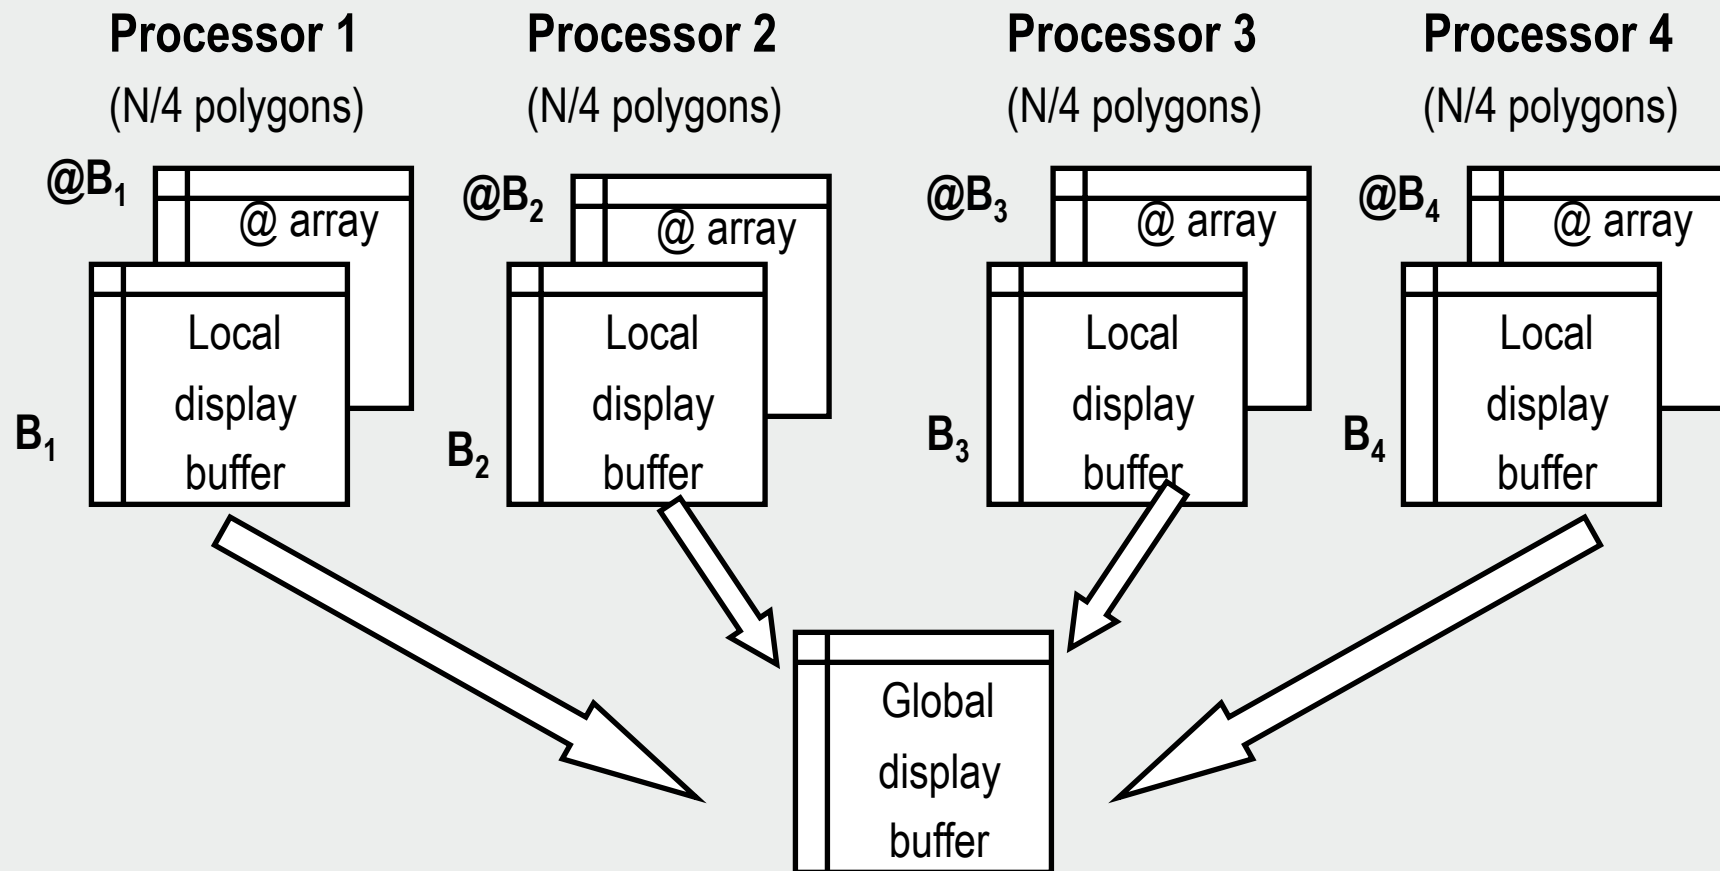 Processor 1
(N/4 polygons)
@B₁
@ array
Local
display
buffer
B₁
Processor 2
(N/4 polygons)
@B₂
@ array
Local
display
buffer
B₂
Processor 3
(N/4 polygons)
@B₃
@ array
Local
display
buffer
B₃
Processor 4
(N/4 polygons)
@B₄
@ array
Local
display
buffer
B₄
Global
display
buffer